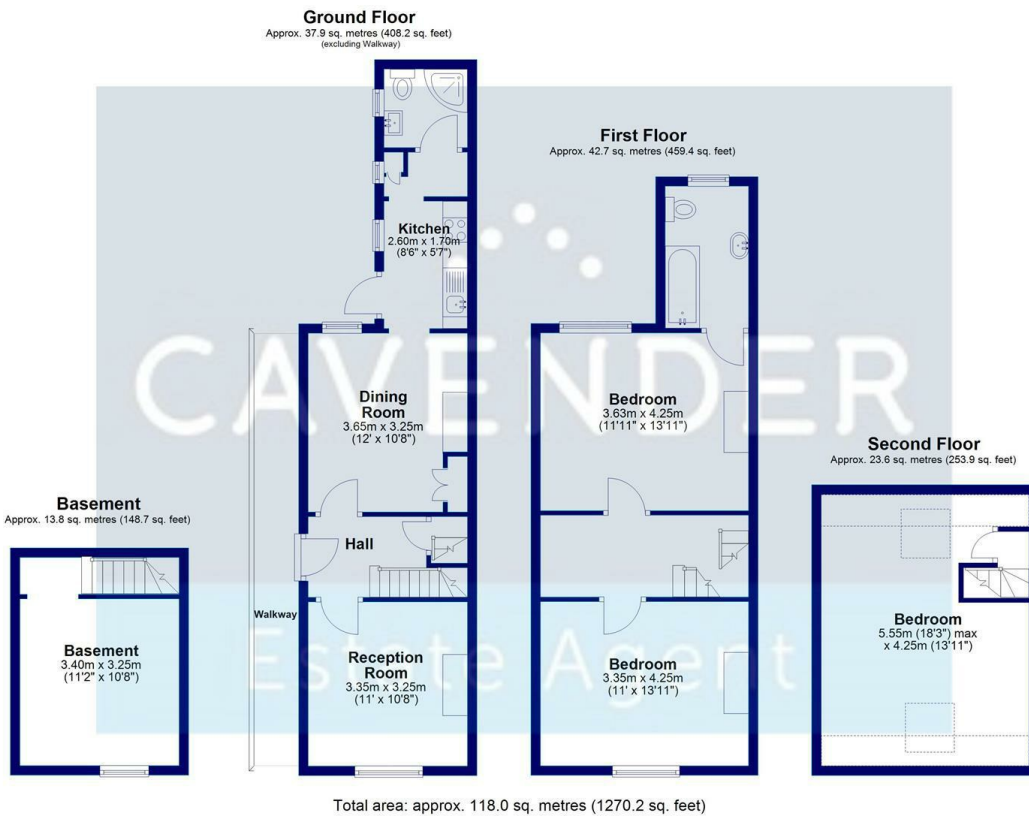 Ground Floor
Approx. 37.9 sq. metres (408.2 sq. feet)
(excluding Walkway)
Kitchen
2.60m x 1.70m
(8'6" x 5'7")
Dining
Room
3.65m x 3.25m
(12' x 10'8")
Hall
Walkway
Reception
Room
3.35m x 3.25m
(11' x 10'8")
First Floor
Approx. 42.7 sq. metres (459.4 sq. feet)
Bedroom
3.63m x 4.25m
(11'11" x 13'11")
Bedroom
3.35m x 4.25m
(11' x 13'11")
Second Floor
Approx. 23.6 sq. metres (253.9 sq. feet)
Bedroom
5.55m (18'3") max
x 4.25m (13'11")
Basement
Approx. 13.8 sq. metres (148.7 sq. feet)
Basement
3.40m x 3.25m
(11'2" x 10'8")
CAVENDER
Estate Agent
Total area: approx. 118.0 sq. metres (1270.2 sq. feet)